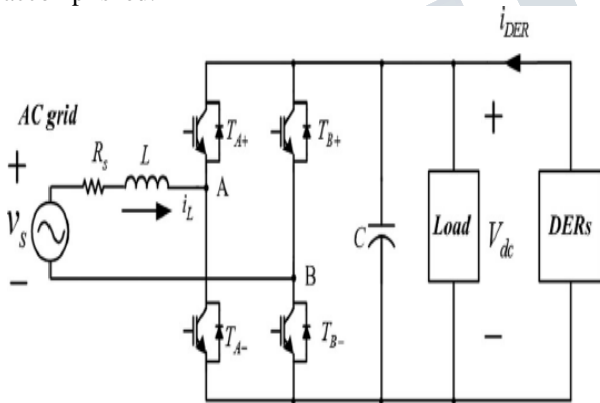 i_DER
AC grid
+
R_s
L
V_s
i_L
−
A
B
T_A+
T_B+
T_A−
T_B−
C
Load
+
V_dc
−
DERs